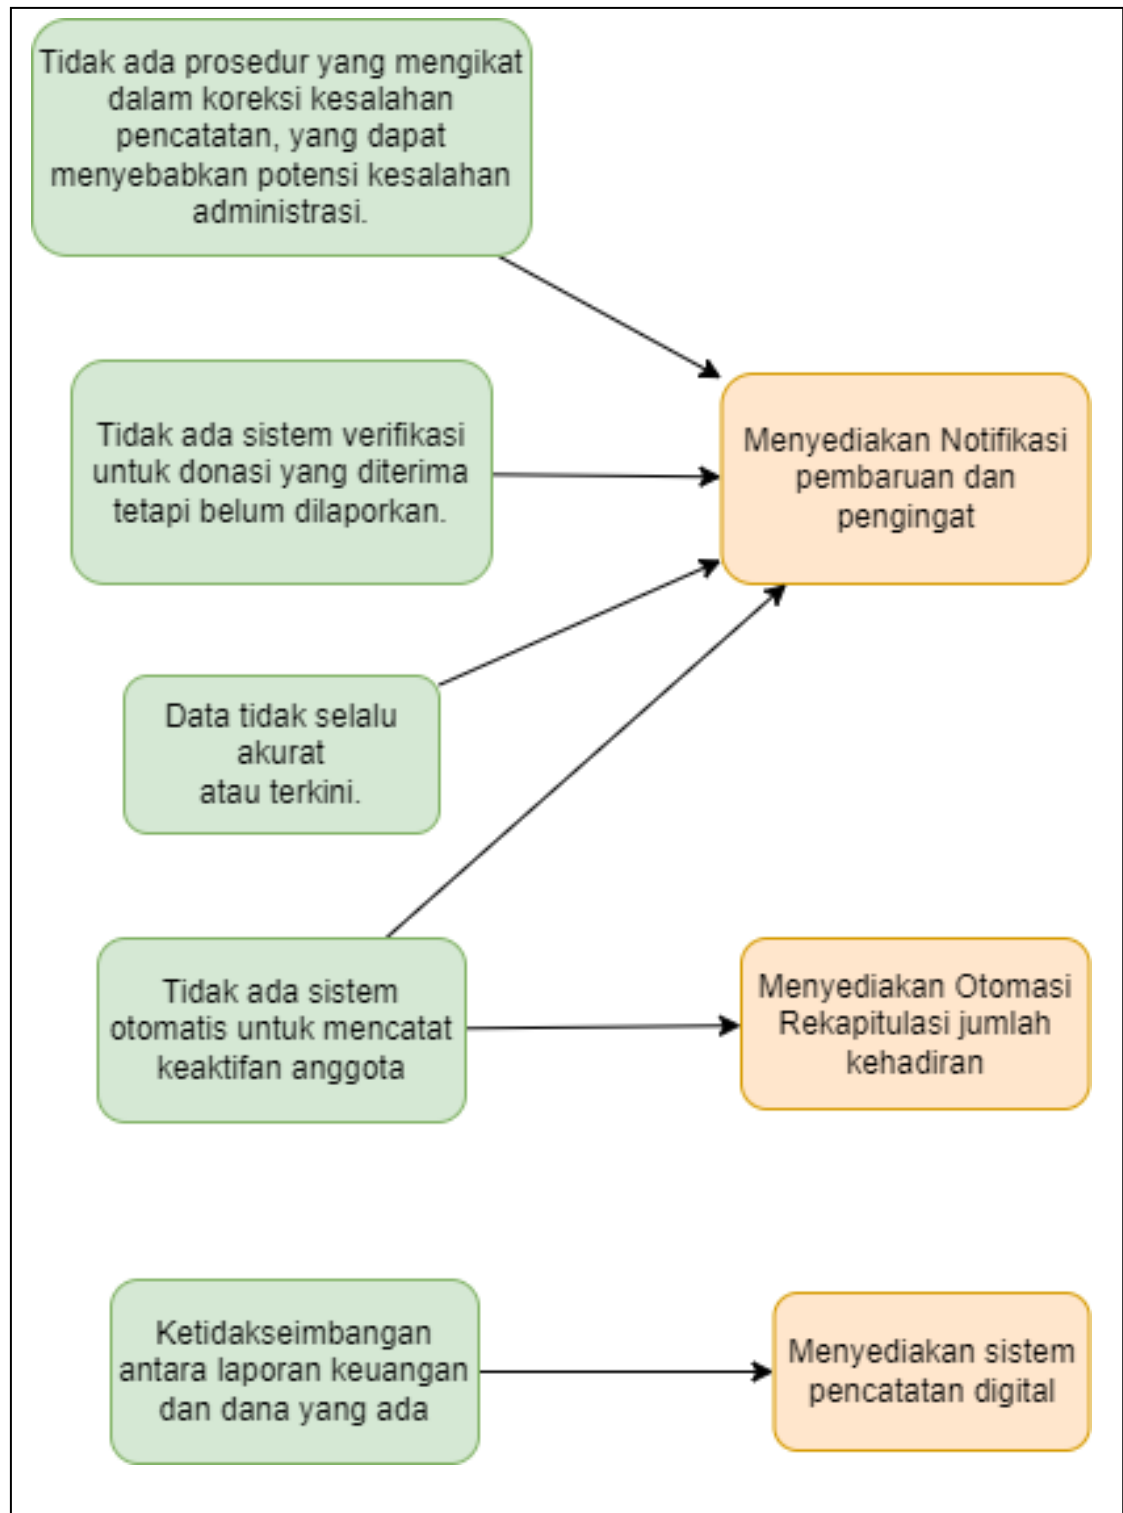 Tidak ada prosedur yang mengikat
dalam koreksi kesalahan
pencatatan, yang dapat
menyebabkan potensi kesalahan
administrasi.
Tidak ada sistem verifikasi
untuk donasi yang diterima
tetapi belum dilaporkan.
Menyediakan Notifikasi
pembaruan dan
pengingat
Data tidak selalu
akurat
atau terkini.
Tidak ada sistem
otomatis untuk mencatat
keaktifan anggota
Menyediakan Otomasi
Rekapitulasi jumlah
kehadiran
Ketidakseimbangan
antara laporan keuangan
dan dana yang ada
Menyediakan sistem
pencatatan digital